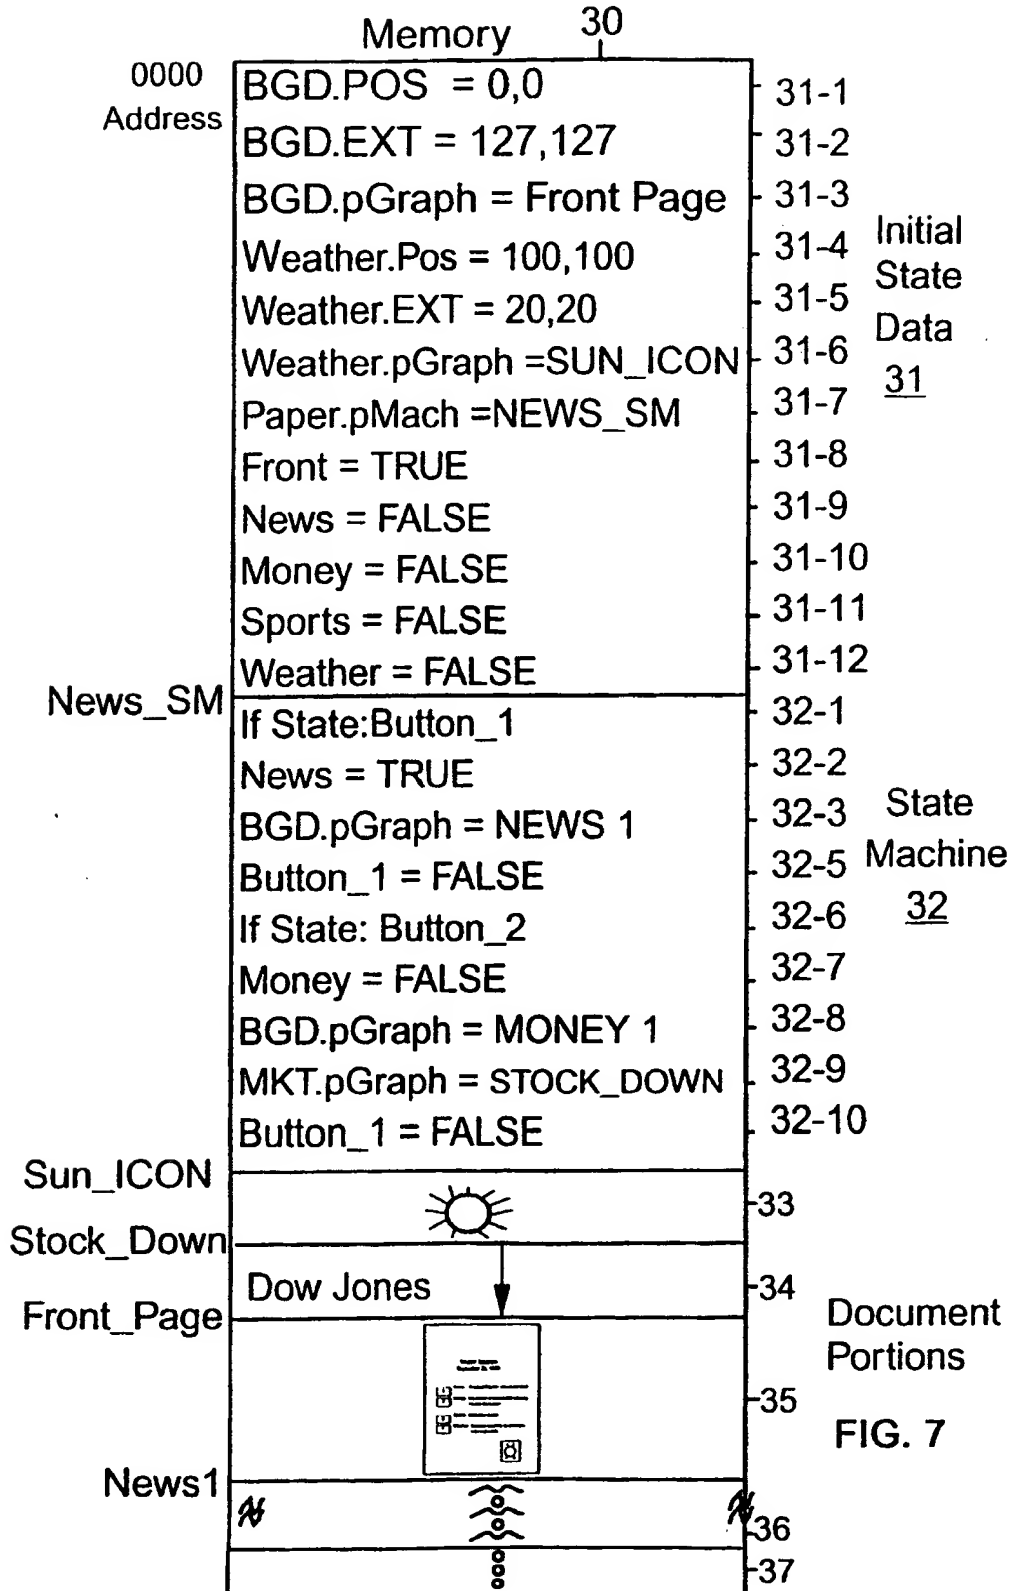 Memory 30
0000
Address
BGD.POS = 0,0 31-1
BGD.EXT = 127,127 31-2
BGD.pGraph = Front Page 31-3
Weather.Pos = 100,100 31-4
Weather.EXT = 20,20 31-5
Weather.pGraph =SUN_ICON 31-6
Paper.pMach =NEWS_SM 31-7
Front = TRUE 31-8
News = FALSE 31-9
Money = FALSE 31-10
Sports = FALSE 31-11
Weather = FALSE 31-12
Initial
State
Data
31
News_SM
If State:Button_1 32-1
News = TRUE 32-2
BGD.pGraph = NEWS 1 32-3
Button_1 = FALSE 32-5
If State: Button_2 32-6
Money = FALSE 32-7
BGD.pGraph = MONEY 1 32-8
MKT.pGraph = STOCK_DOWN 32-9
Button_1 = FALSE 32-10
State
Machine
32
Sun_ICON
33
Stock_Down
Dow Jones 34
Front_Page
35
Document
Portions
FIG. 7
News1
36
37